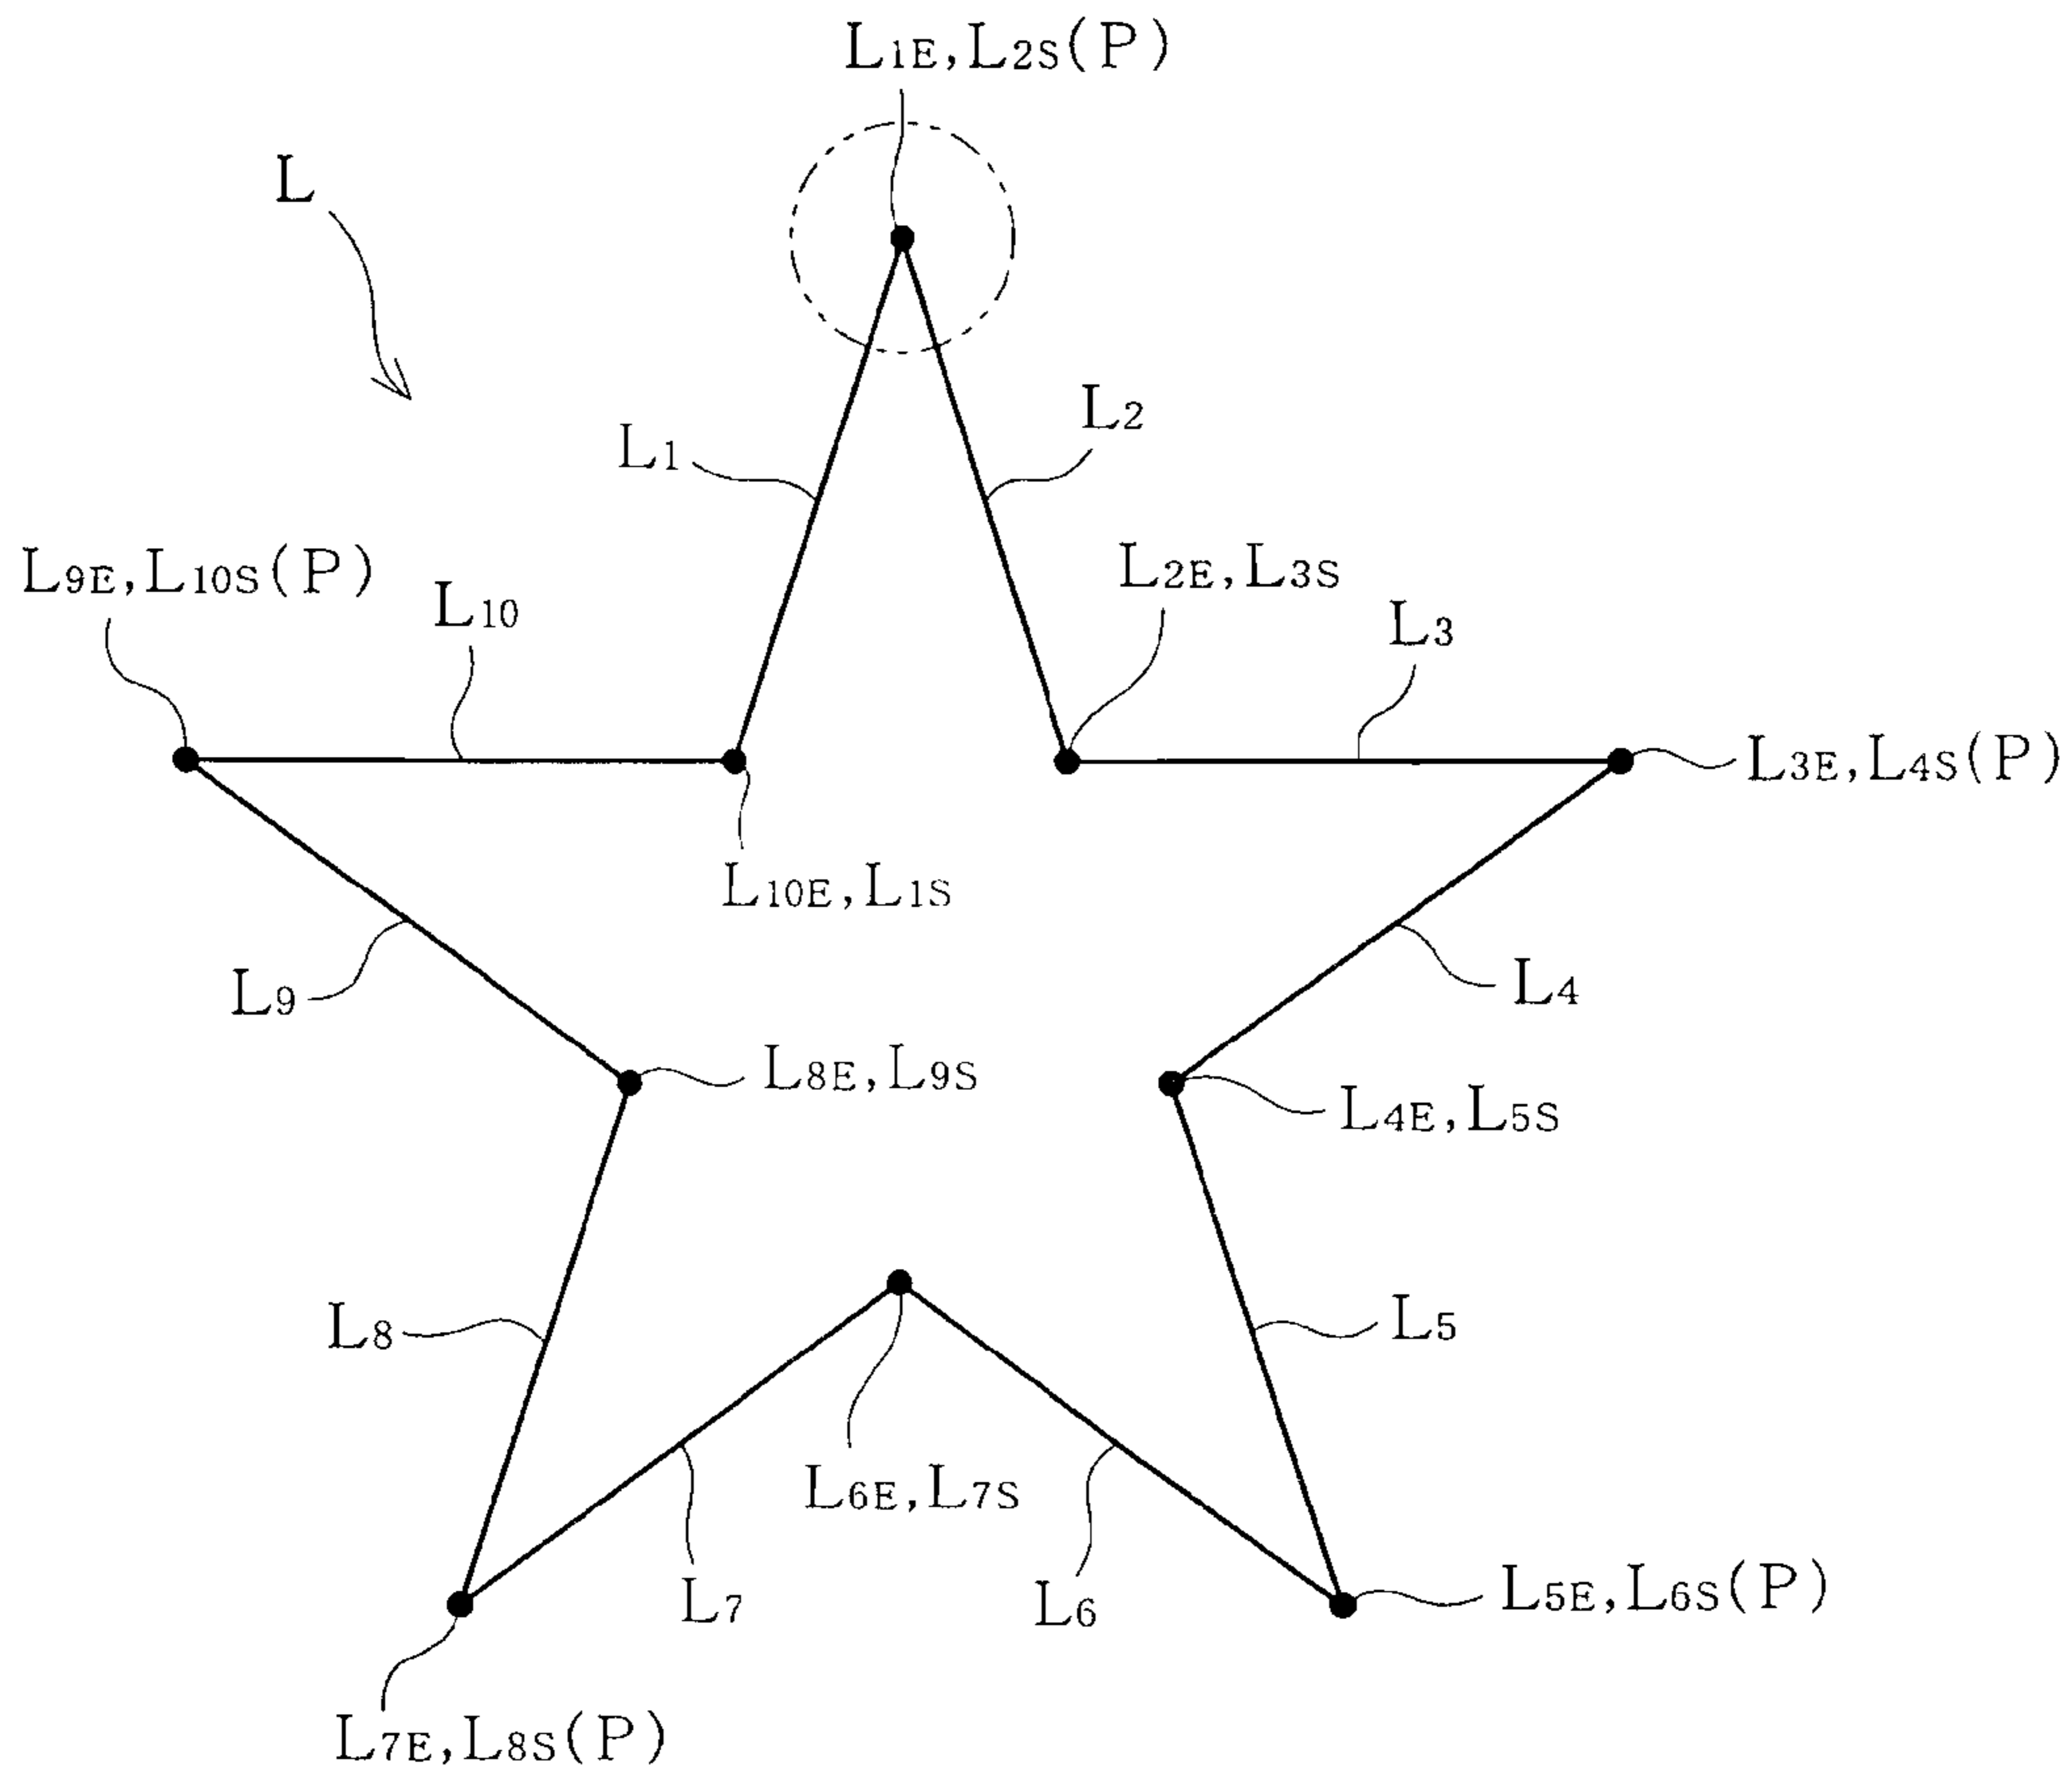 L1E,L2S(P)
L
L2
L1
L9E,L10S(P)
L10
L2E,L3S
L3
L3E,L4S(P)
L10E,L1S
L9
L4
L8E,L9S
L4E,L5S
L8
L5
L6E,L7S
L7
L6
L5E,L6S(P)
L7E,L8S(P)